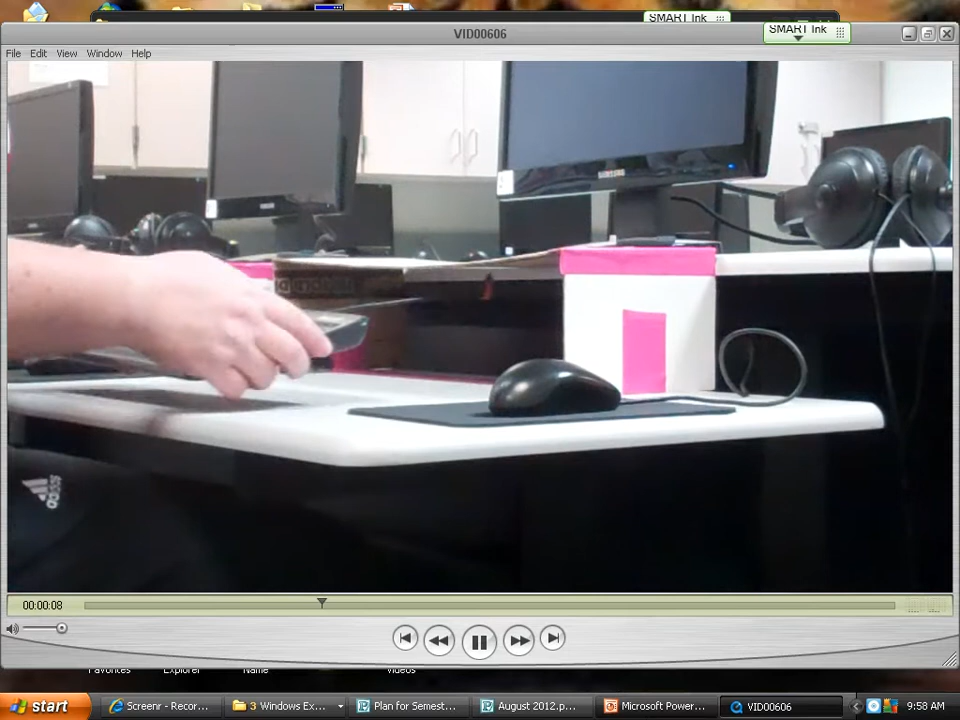 SMART Ink
VID00606
SMART Ink
File Edit View Window Help
SAMSUNG
adidas
00:00:08
Favorites Explorer Name Videos
start
Screenr - Recor...
3 Windows Ex...
Plan for Semest...
August 2012.p...
Microsoft Power...
VID00606
9:58 AM